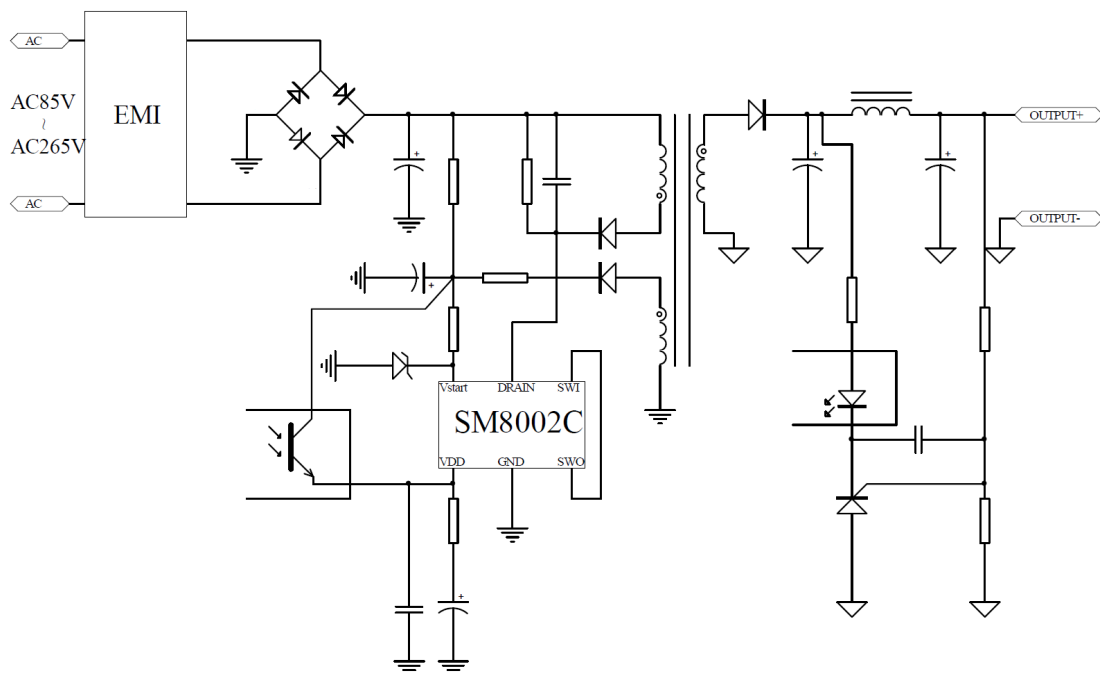 AC
AC85V
~
AC265V
AC
EMI
OUTPUT+
OUTPUT-
+
+
+
+
+
Vstart DRAIN SWI
SM8002C
VDD GND SWO